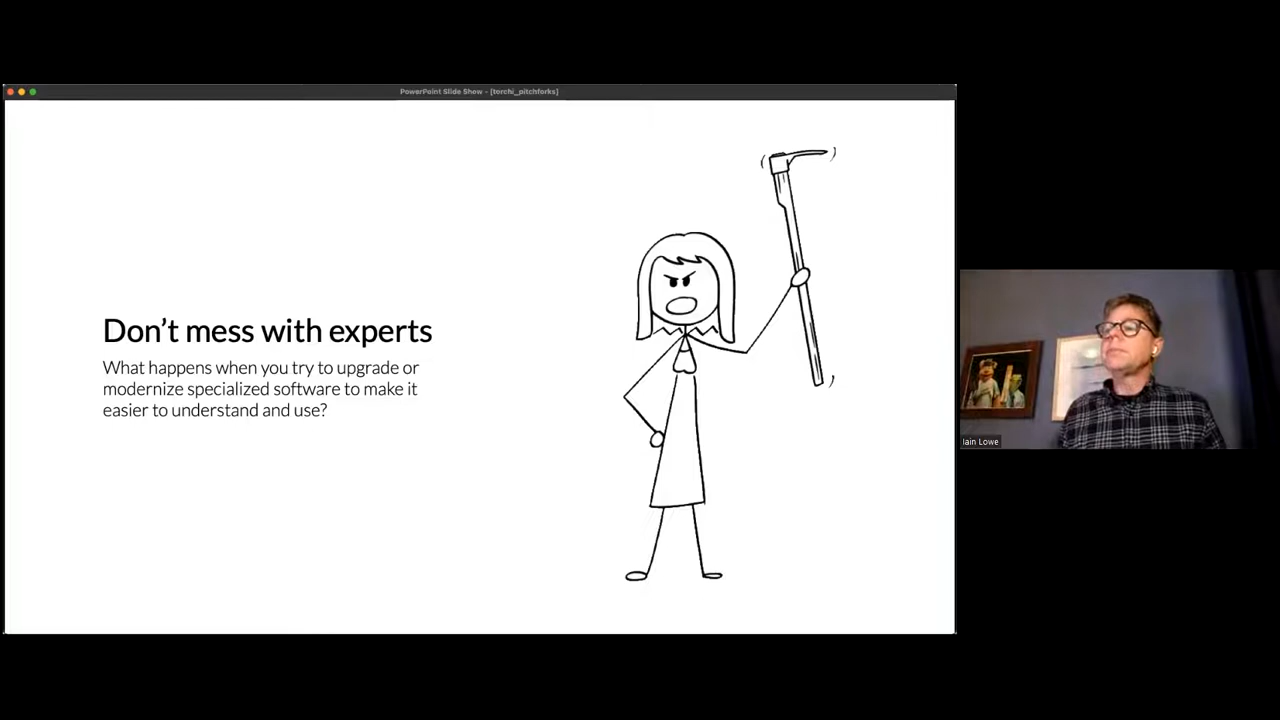 PowerPoint Slide Show - [torchi_pitchforks]
Don't mess with experts
What happens when you try to upgrade or
modernize specialized software to make it
easier to understand and use?
Iain Lowe